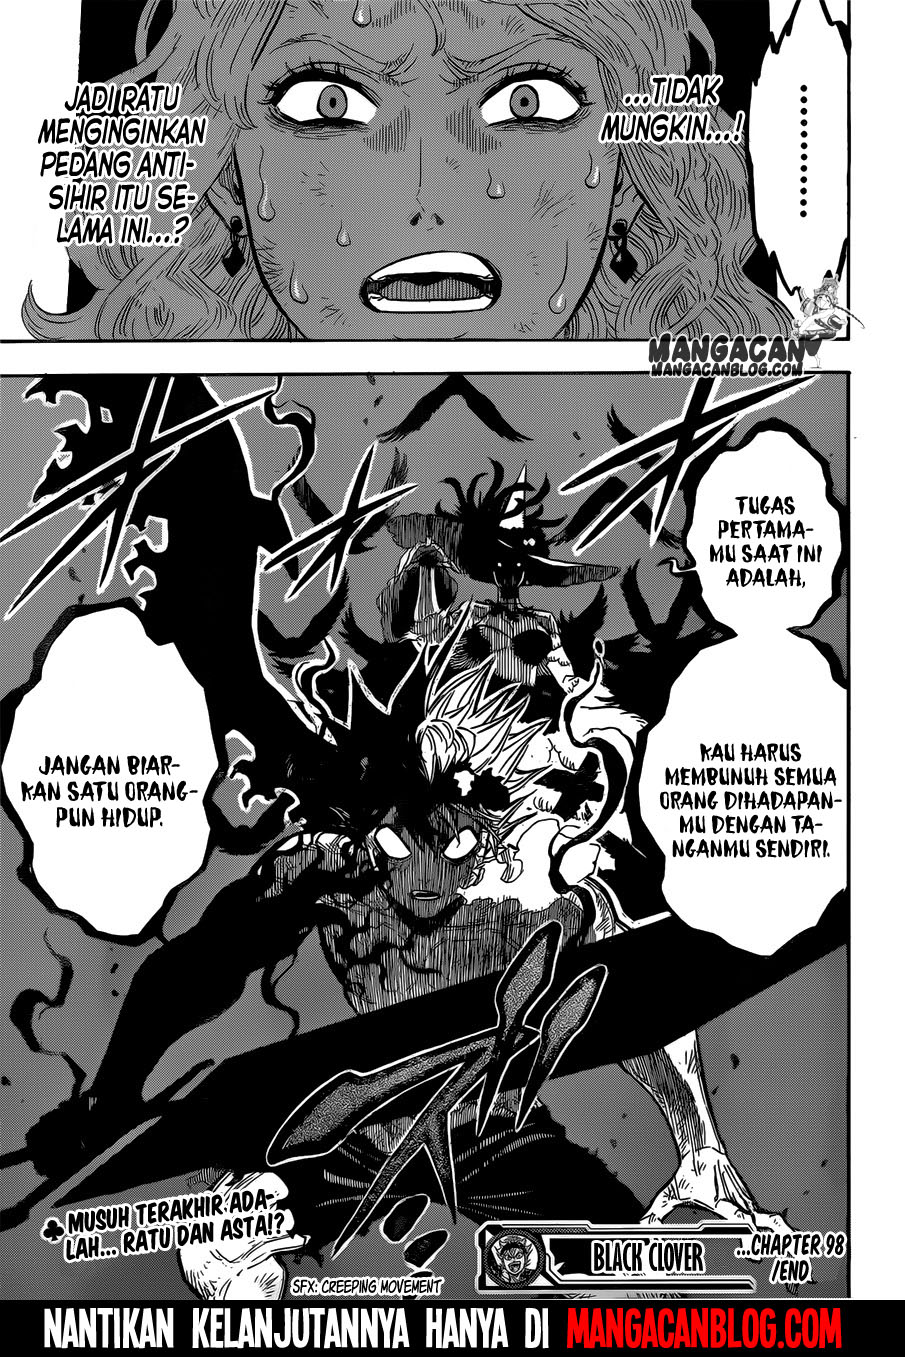 ..........
...TIDAK
MUNGKIN...!
JADI RATU
MENGINGINKAN
PEDANG ANTI-
SIHIR ITU SE-
LAMA INI...?
MANGACAN
MANGACANBLOG.COM
TUGAS
PERTAMA-
MU SAAT INI
ADALAH,
KAU HARUS
MEMBUNUH SEMUA
ORANG DIHADAPAN-
MU DENGAN TA-
NGANMU SENDIRI.
JANGAN BIAR-
KAN SATU ORANG-
PUN HIDUP.
♣ MUSUH TERAKHIR ADA-
LAH... RATU DAN ASTA!?
SFX: CREEPING MOVEMENT
BLACK CLOVER
...CHAPTER 98
/END
NANTIKAN KELANJUTANNYA HANYA DI MANGACANBLOG.COM